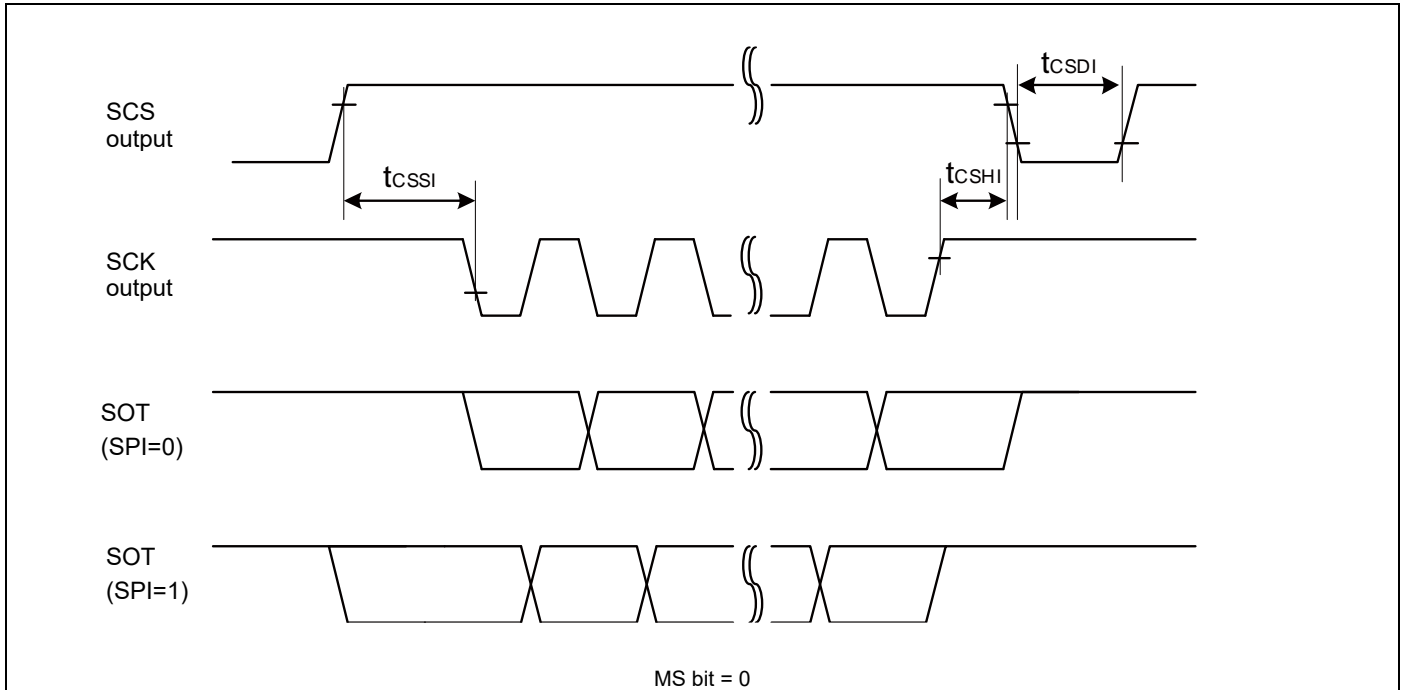 tCSDI
SCS
output
tCSSI
tCSHI
SCK
output
SOT
(SPI=0)
SOT
(SPI=1)
MS bit = 0